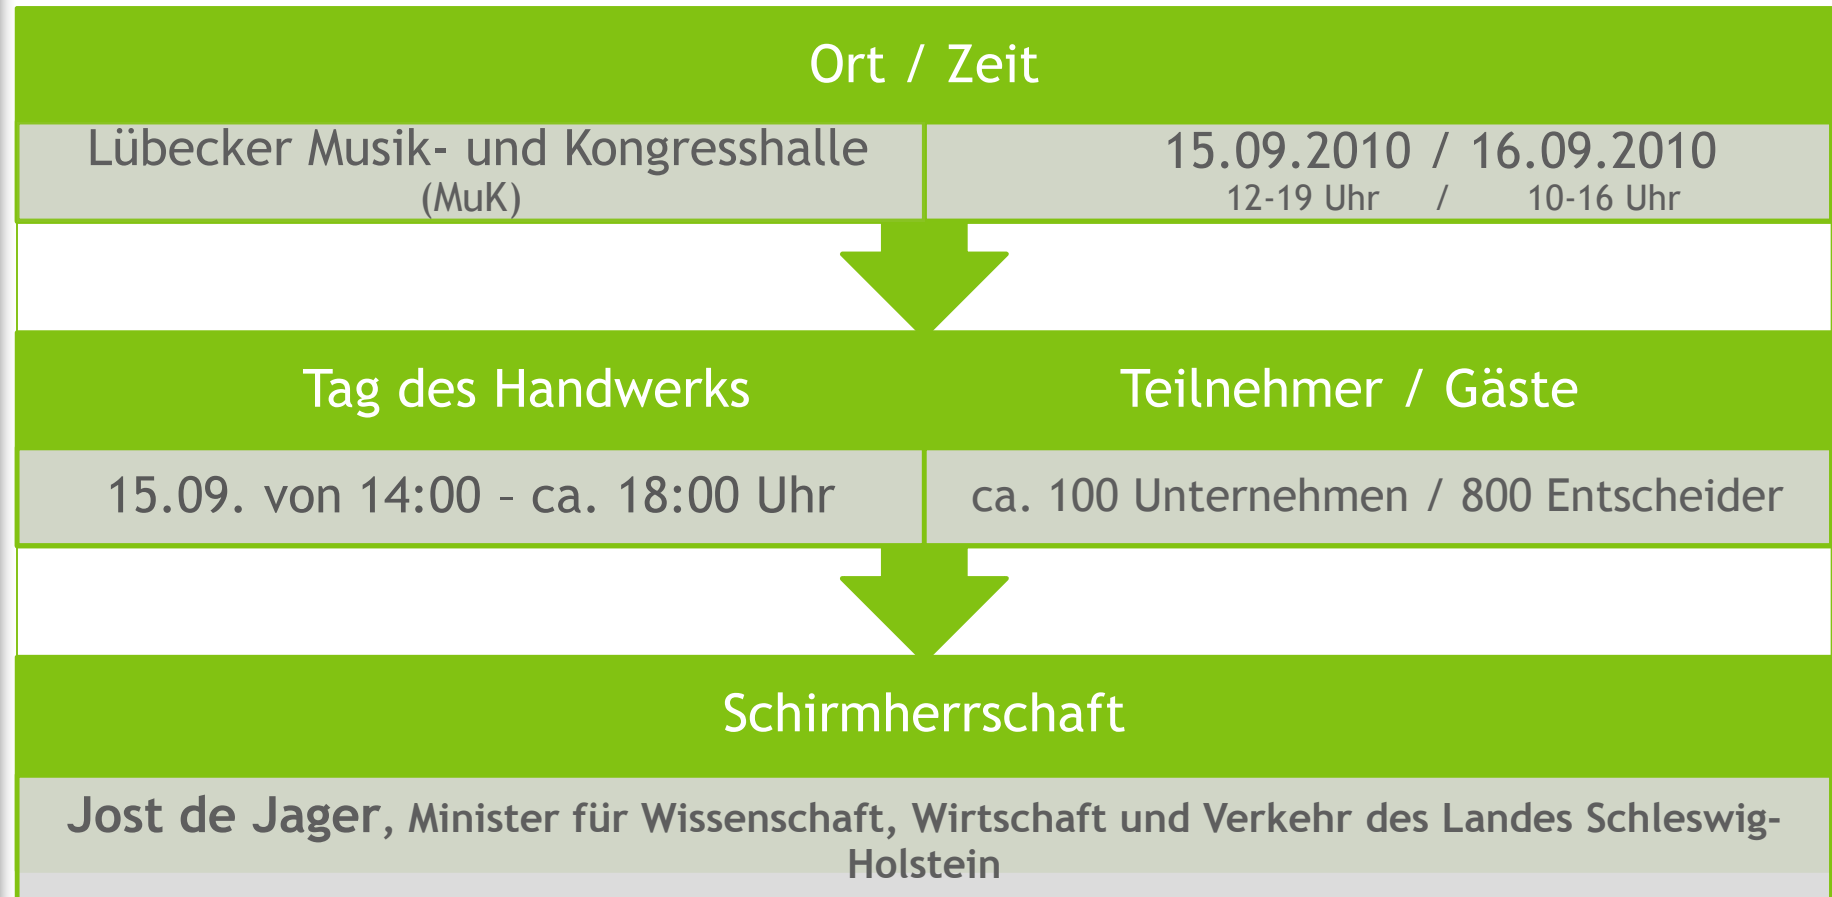 Ort / Zeit
Lübecker Musik- und Kongresshalle
(MuK)
15.09.2010 / 16.09.2010
12-19 Uhr / 10-16 Uhr
Tag des Handwerks
Teilnehmer / Gäste
15.09. von 14:00 – ca. 18:00 Uhr
ca. 100 Unternehmen / 800 Entscheider
Schirmherrschaft
Jost de Jager, Minister für Wissenschaft, Wirtschaft und Verkehr des Landes Schleswig-
Holstein